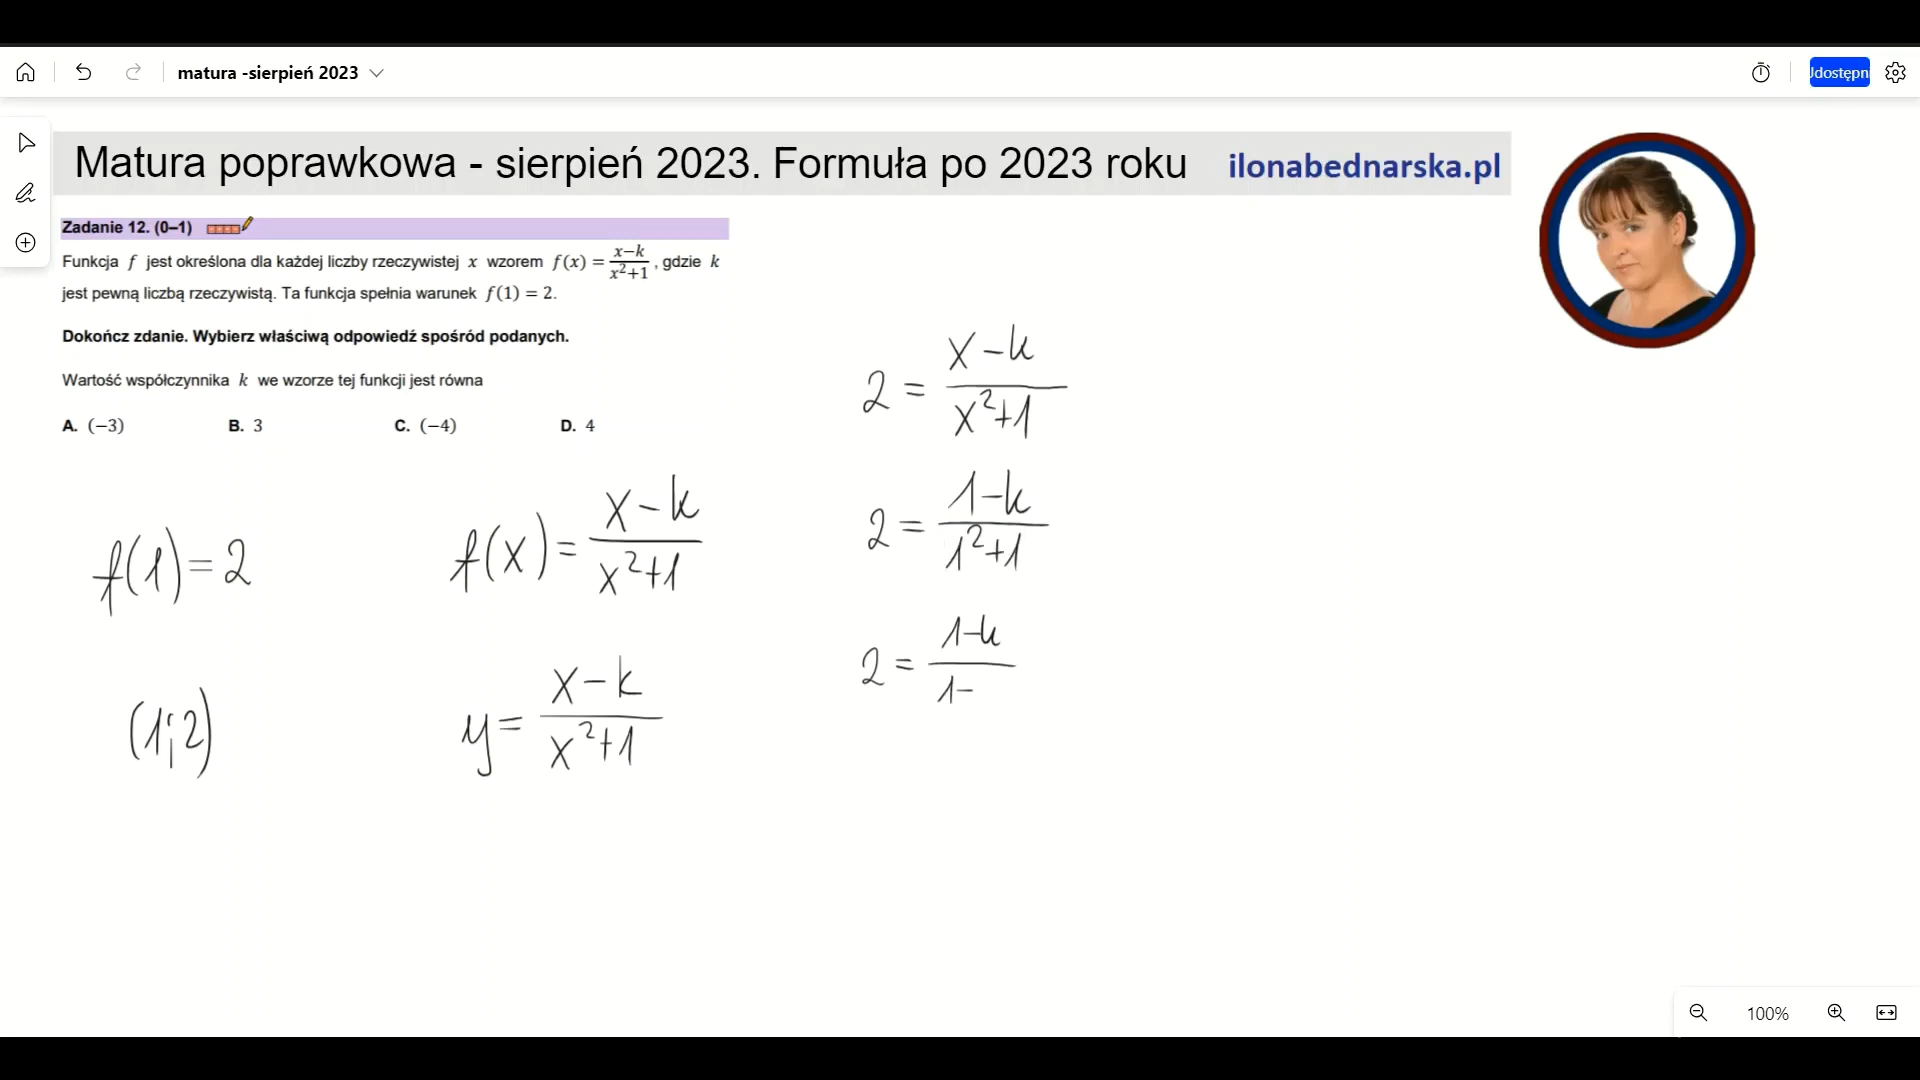 matura -sierpień 2023
Udostępni
Matura poprawkowa - sierpień 2023. Formuła po 2023 roku
ilonabednarska.pl
Zadanie 12. (0–1)
Funkcja f jest określona dla każdej liczby rzeczywistej x wzorem f(x) = (x−k)/(x²+1), gdzie k
jest pewną liczbą rzeczywistą. Ta funkcja spełnia warunek f(1) = 2.
Dokończ zdanie. Wybierz właściwą odpowiedź spośród podanych.
Wartość współczynnika k we wzorze tej funkcji jest równa
A. (−3) B. 3 C. (−4) D. 4
f(1) = 2
(1;2)
f(x) = (x−k)/(x²+1)
y = (x−k)/(x²+1)
2 = (x−k)/(x²+1)
2 = (1−k)/(1²+1)
2 = (1−k)/(1−
100%